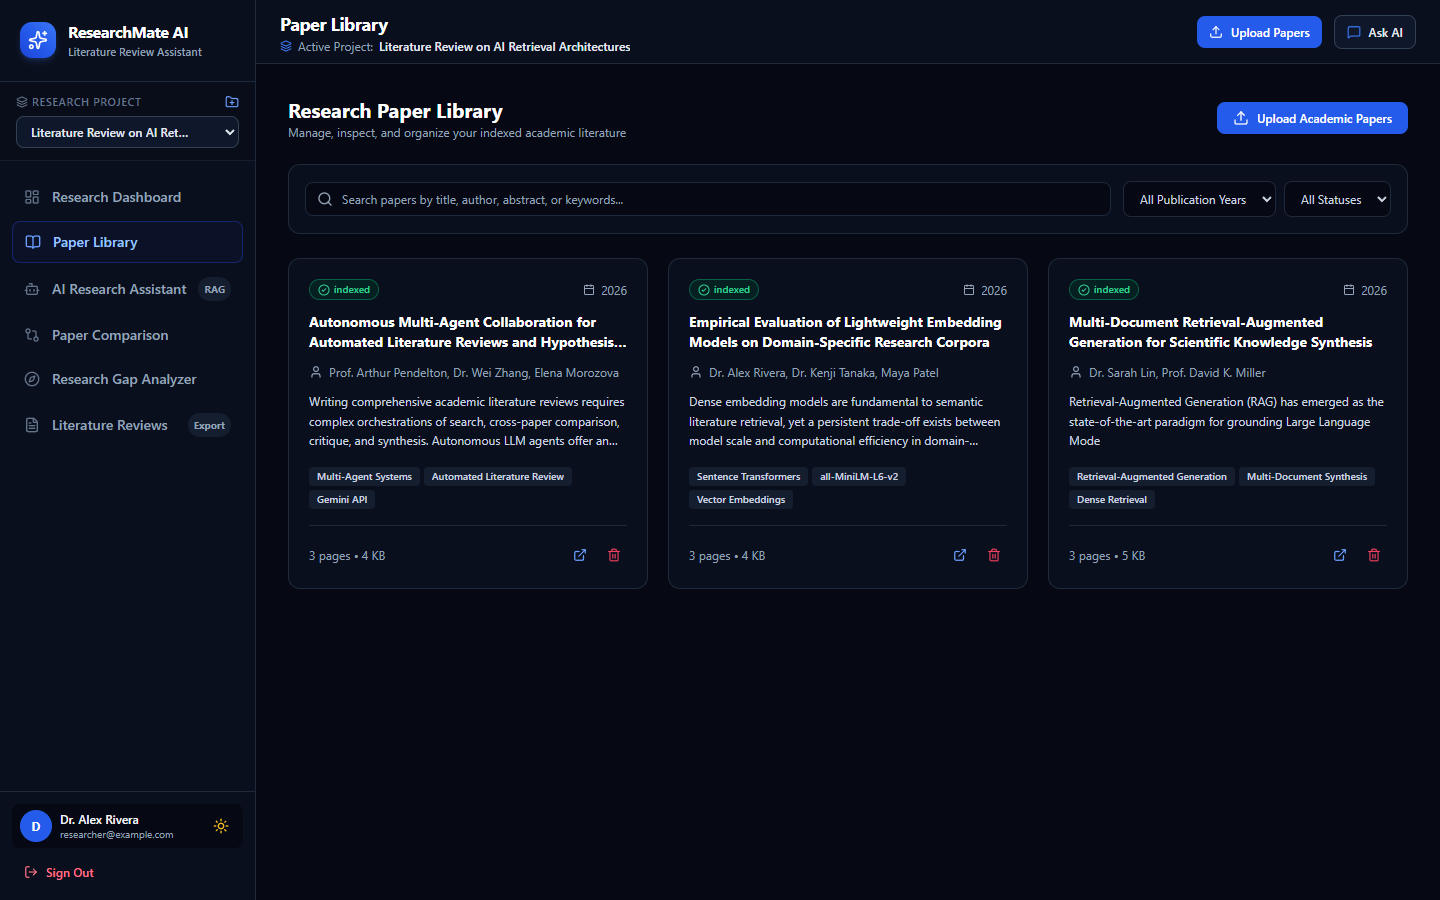 ResearchMate AI
Literature Review Assistant
RESEARCH PROJECT
Literature Review on AI Ret...
Research Dashboard
Paper Library
AI Research Assistant RAG
Paper Comparison
Research Gap Analyzer
Literature Reviews Export
D
Dr. Alex Rivera
researcher@example.com
Sign Out
Paper Library
Active Project: Literature Review on AI Retrieval Architectures
Upload Papers
Ask AI
Research Paper Library
Manage, inspect, and organize your indexed academic literature
Upload Academic Papers
Search papers by title, author, abstract, or keywords...
All Publication Years
All Statuses
indexed 2026
Autonomous Multi-Agent Collaboration for
Automated Literature Reviews and Hypothesis...
Prof. Arthur Pendelton, Dr. Wei Zhang, Elena Morozova
Writing comprehensive academic literature reviews requires
complex orchestrations of search, cross-paper comparison,
critique, and synthesis. Autonomous LLM agents offer an...
Multi-Agent Systems Automated Literature Review
Gemini API
3 pages • 4 KB
indexed 2026
Empirical Evaluation of Lightweight Embedding
Models on Domain-Specific Research Corpora
Dr. Alex Rivera, Dr. Kenji Tanaka, Maya Patel
Dense embedding models are fundamental to semantic
literature retrieval, yet a persistent trade-off exists between
model scale and computational efficiency in domain-...
Sentence Transformers all-MiniLM-L6-v2
Vector Embeddings
3 pages • 4 KB
indexed 2026
Multi-Document Retrieval-Augmented
Generation for Scientific Knowledge Synthesis
Dr. Sarah Lin, Prof. David K. Miller
Retrieval-Augmented Generation (RAG) has emerged as the
state-of-the-art paradigm for grounding Large Language
Mode
Retrieval-Augmented Generation Multi-Document Synthesis
Dense Retrieval
3 pages • 5 KB